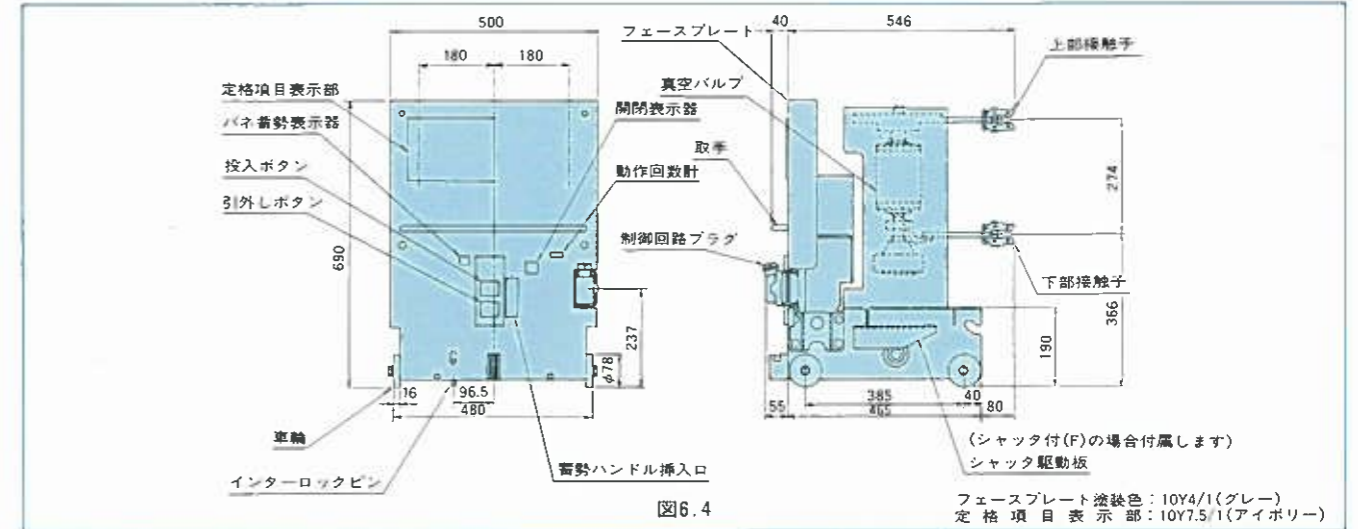 500
180
180
定格項目表示部
バネ蓄勢表示器
投入ボタン
引外しボタン
690
開閉表示器
動作回数計
237
φ78
16
96.5
480
車輪
インターロックピン
蓄勢ハンドル挿入口
40
546
フェースプレート
真空バルブ
取手
制御回路プラグ
上部接触子
274
下部接触子
366
190
385
40
55
465
80
(シャッタ付(F)の場合付属します)
シャッタ駆動板
図6.4
フェースプレート塗装色:10Y4/1(グレー)
定格項目表示部:10Y7.5/1(アイボリー)